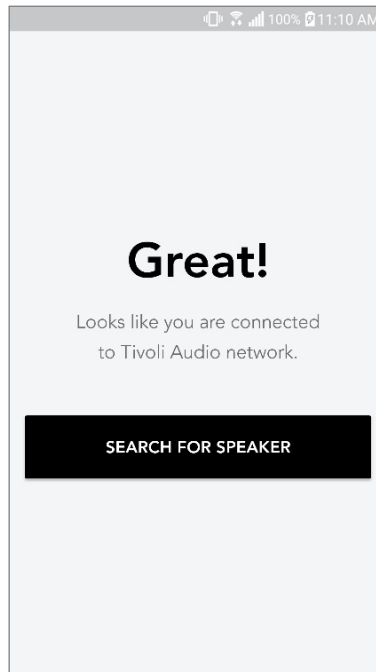 100% 11:10 AM
Great!
Looks like you are connected
to Tivoli Audio network.
SEARCH FOR SPEAKER